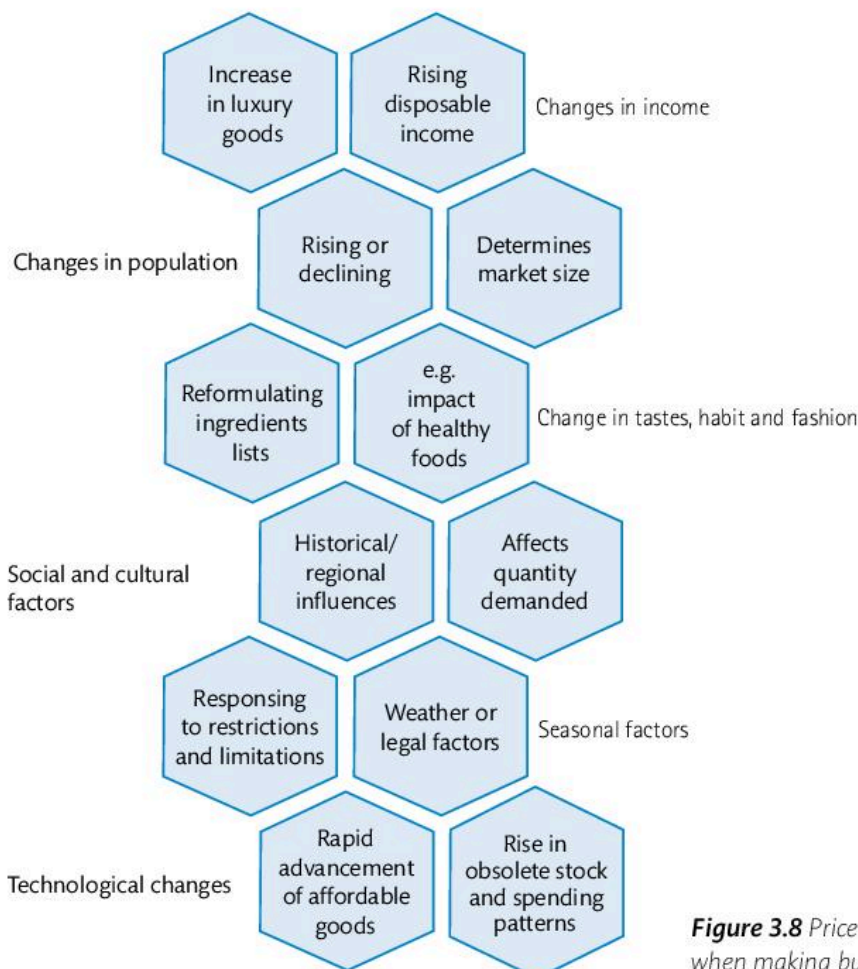 Increase
in luxury
goods
Rising
disposable
income
Changes in income
Changes in population
Rising or
declining
Determines
market size
Reformulating
ingredients
lists
e.g.
impact
of healthy
foods
Change in tastes, habit and fashion
Social and cultural
factors
Historical/
regional
influences
Affects
quantity
demanded
Responsing
to restrictions
and limitations
Weather or
legal factors
Seasonal factors
Technological changes
Rapid
advancement
of affordable
goods
Rise in
obsolete stock
and spending
patterns
Figure 3.8 Price
when making bu